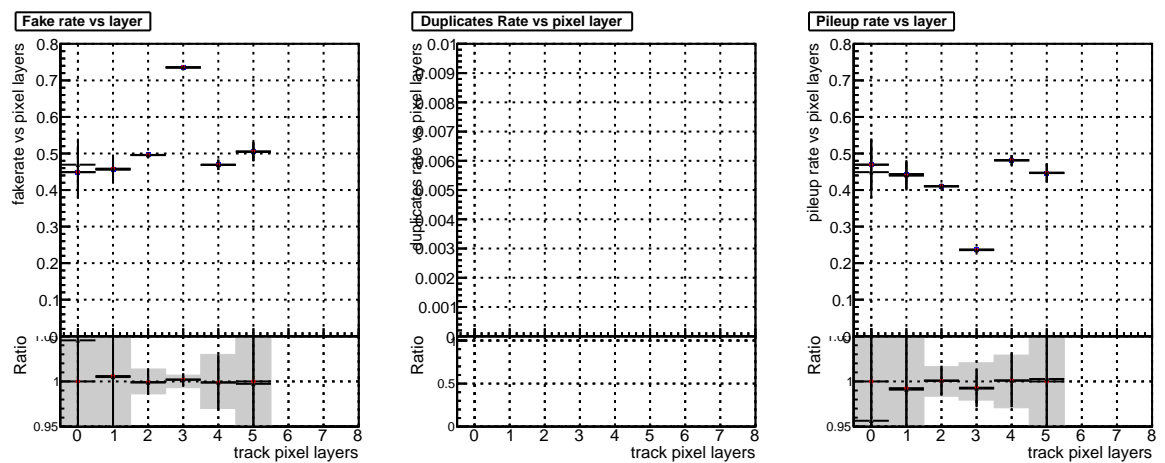 Fake rate vs layer
fakerate vs pixel layers
0.8
0.7
0.6
0.5
0.4
0.3
0.2
0.1
0
Ratio
1
0.95
0 1 2 3 4 5 6 7 8
track pixel layers
Duplicates Rate vs pixel layer
duplicates rate vs pixel layers
0.01
0.009
0.008
0.007
0.006
0.005
0.004
0.003
0.002
0.001
0
Ratio
1
0.5
0 1 2 3 4 5 6 7 8
track pixel layers
Pileup rate vs layer
pileup rate vs pixel layers
0.8
0.7
0.6
0.5
0.4
0.3
0.2
0.1
0
Ratio
1
0.95
0 1 2 3 4 5 6 7 8
track pixel layers